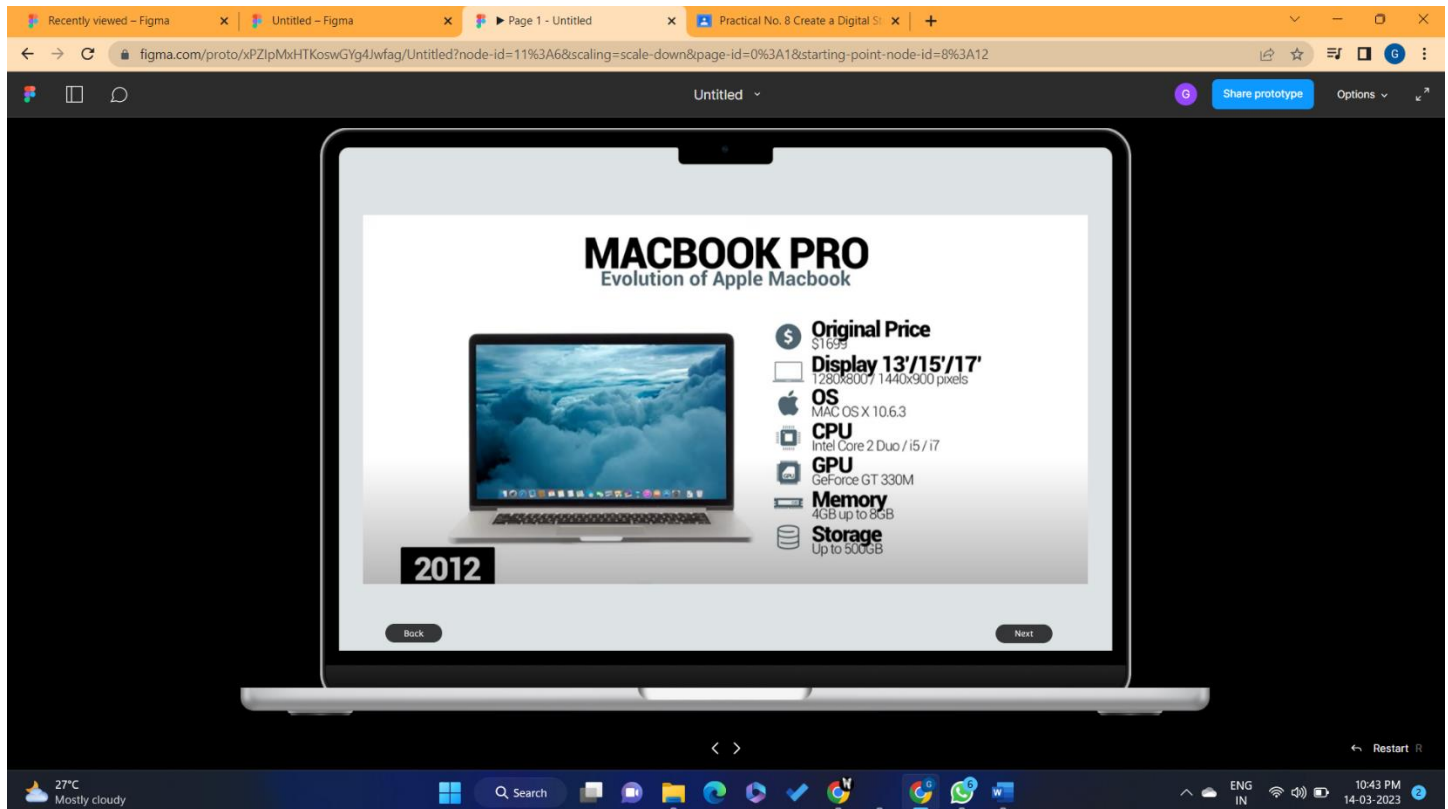 Recently viewed – Figma
Untitled – Figma
Page 1 - Untitled
Practical No. 8 Create a Digital S
figma.com/proto/xPZlpMxHTKoswGYg4Jwfag/Untitled?node-id=11%3A6&scaling=scale-down&page-id=0%3A1&starting-point-node-id=8%3A12
G
Untitled
G
Share prototype
Options
MACBOOK PRO
Evolution of Apple Macbook
Original Price
$1699
Display 13'/15'/17'
1280x800 / 1440x900 pixels
OS
MAC OS X 10.6.3
CPU
Intel Core 2 Duo / i5 / i7
GPU
GeForce GT 330M
Memory
4GB up to 8GB
Storage
Up to 500GB
2012
Back
Next
Restart R
27°C
Mostly cloudy
Search
6
ENG
IN
10:43 PM
14-03-2023
2